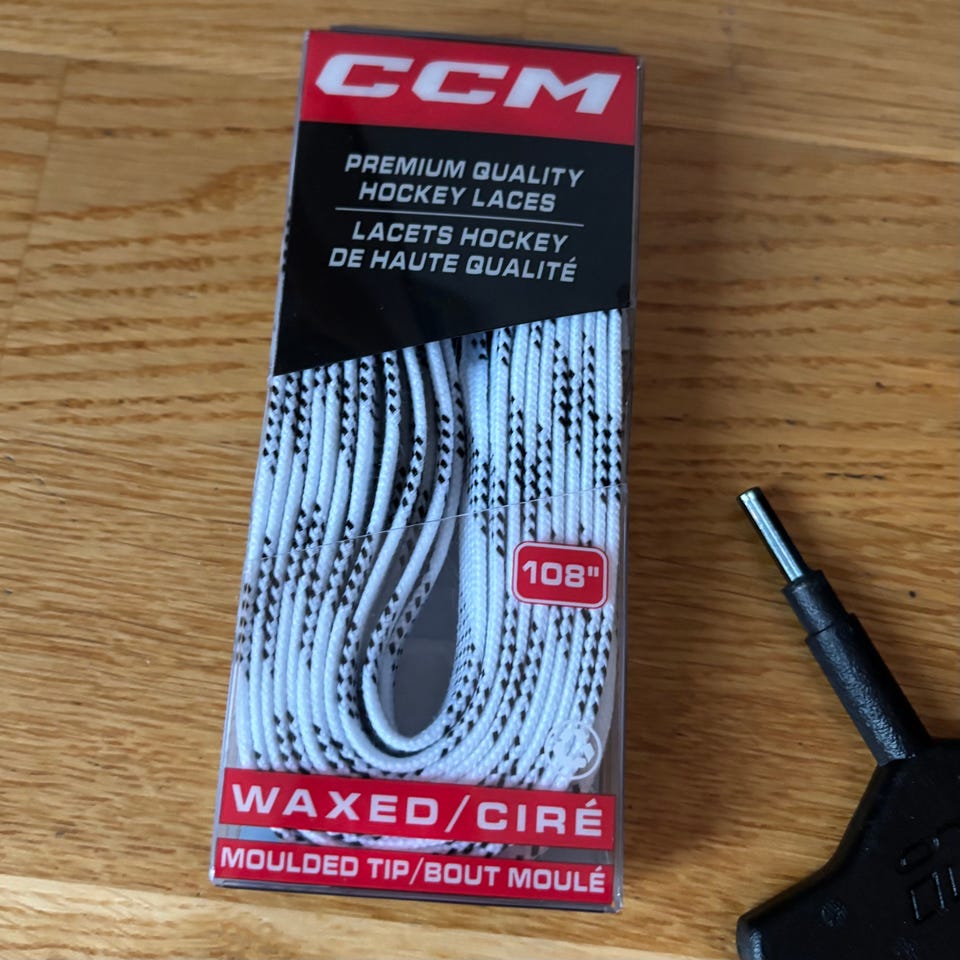 CCM
PREMIUM QUALITY
HOCKEY LACES
LACETS HOCKEY
DE HAUTE QUALITÉ
108"
WAXED/CIRÉ
MOULDED TIP/BOUT MOULÉ